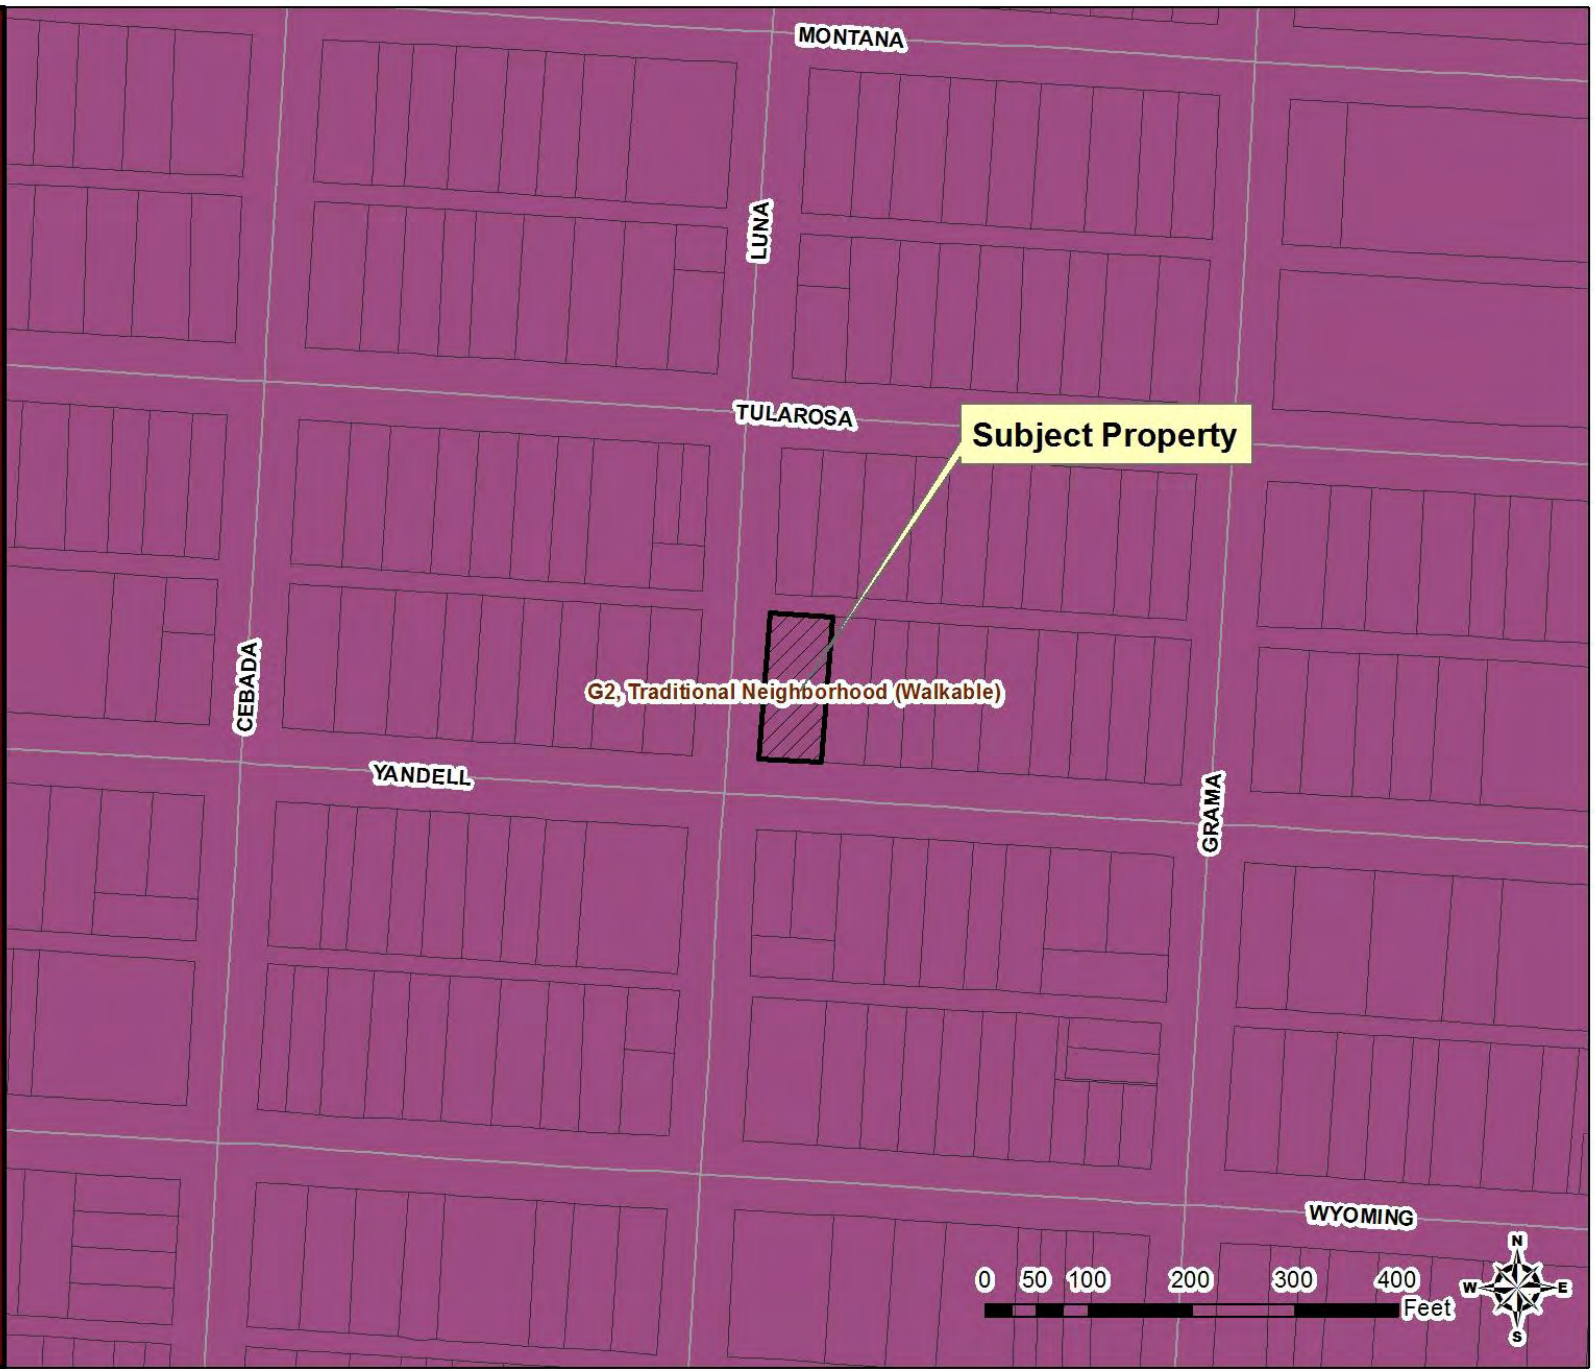 MONTANA
LUNA
TULAROSA
Subject Property
CEBADA
G2, Traditional Neighborhood (Walkable)
YANDELL
GRAMA
WYOMING
0 50 100 200 300 400
Feet
N
W E
S